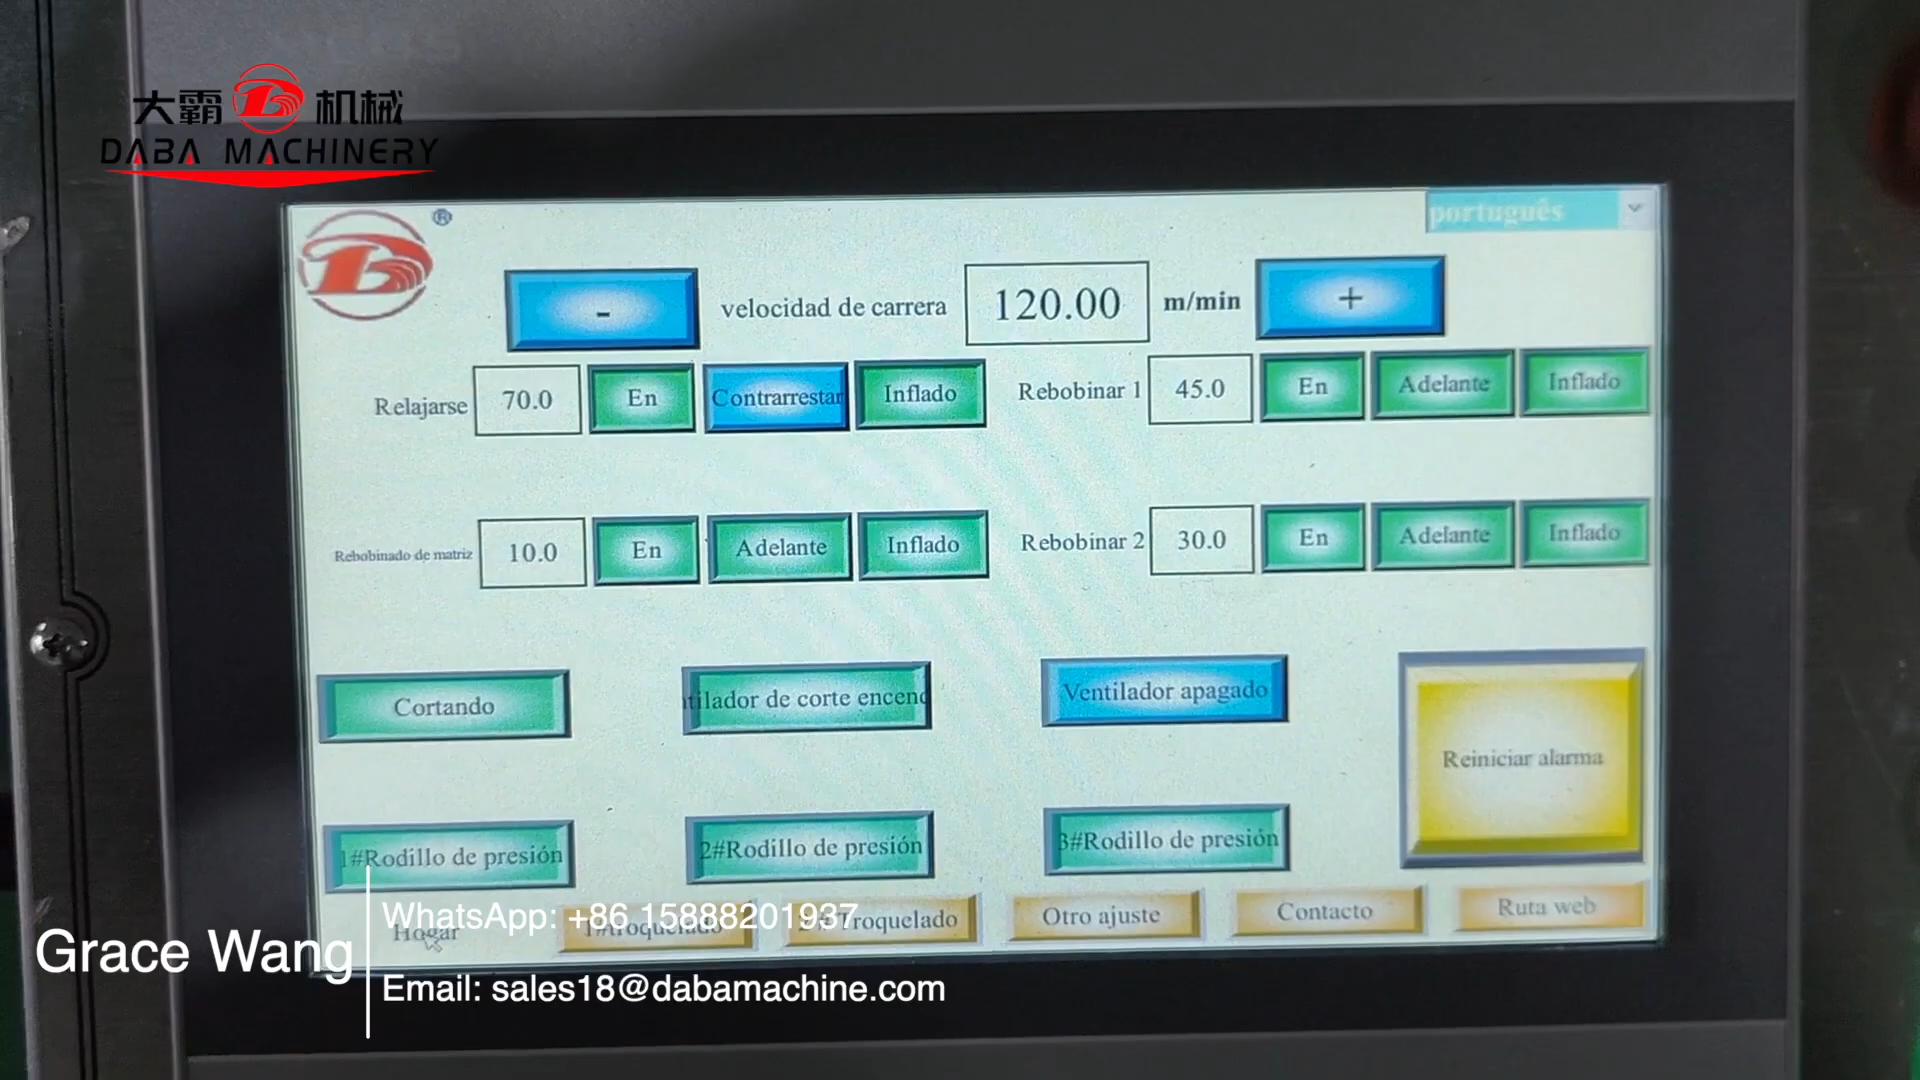 大霸 机械
DABA MACHINERY
®
português
- velocidad de carrera 120.00 m/min +
Relajarse 70.0 En Contrarrestar Inflado Rebobinar 1 45.0 En Adelante Inflado
Rebobinado de matriz 10.0 En Adelante Inflado Rebobinar 2 30.0 En Adelante Inflado
Cortando tilador de corte encend Ventilador apagado
Reiniciar alarma
1#Rodillo de presión 2#Rodillo de presión 3#Rodillo de presión
Hogar 1#troquelado Troquelado Otro ajuste Contacto Ruta web
Grace Wang
WhatsApp: +86 15888201937
Email: sales18@dabamachine.com